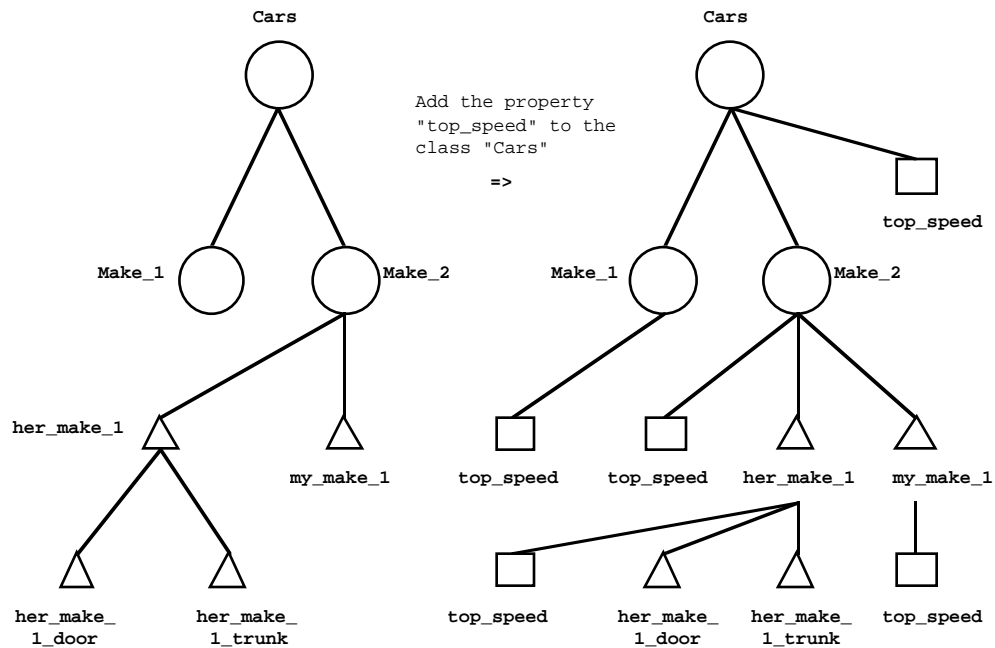 Cars
Make_1
Make_2
her_make_1
my_make_1
her_make_
1_door
her_make_
1_trunk
Add the property
"top_speed" to the
class "Cars"
=>
Cars
top_speed
Make_1
Make_2
top_speed
top_speed
her_make_1
my_make_1
top_speed
her_make_
1_door
her_make_
1_trunk
top_speed